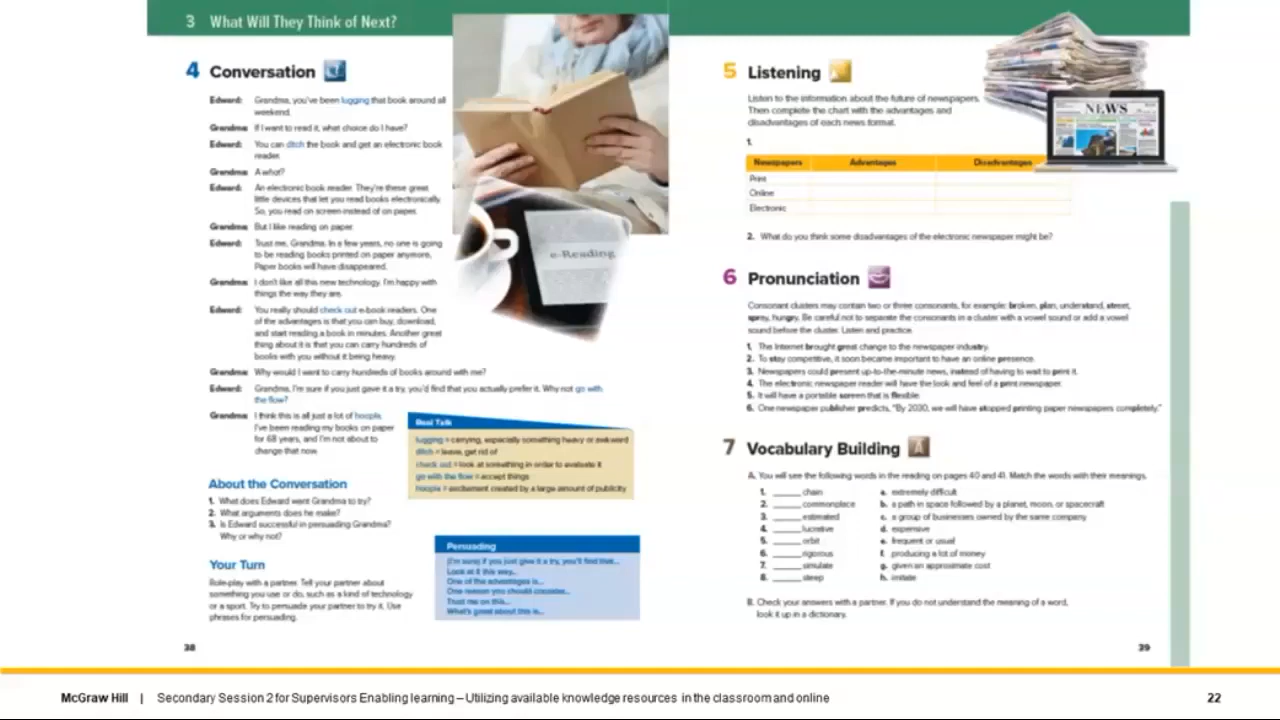 3 What Will They Think of Next?
4 Conversation
Edward: Grandma, you've been lugging that book around all
weekend.
Grandma: If I want to read it, what choice do I have?
Edward: You can ditch the book and get an electronic book
reader.
Grandma: A what?
Edward: An electronic book reader. They're these great
little devices that let you read books electronically.
So, you read on screen instead of on paper.
Grandma: But I like reading on paper.
Edward: Trust me, Grandma. In a few years, no one is going
to be reading books printed on paper anymore.
Paper books will have disappeared.
Grandma: I don't like all this new technology. I'm happy with
things the way they are.
Edward: You really should check out e-book readers. One
of the advantages is that you can buy, download,
and start reading a book in minutes. Another great
thing about it is that you can carry hundreds of
books with you without it being heavy.
Grandma: Why would I want to carry hundreds of books around with me?
Edward: Grandma, I'm sure if you just gave it a try, you'd find that you actually prefer it. Why not go with
the flow?
Grandma: I think this is all just a lot of hoopla.
I've been reading my books on paper
for 68 years, and I'm not about to
change that now.
e-Reading
Real Talk
lugging = carrying, especially something heavy or awkward
ditch = leave, get rid of
check out = look at something in order to evaluate it
go with the flow = accept things
hoopla = excitement created by a large amount of publicity
About the Conversation
1. What does Edward want Grandma to try?
2. What arguments does he make?
3. Is Edward successful in persuading Grandma?
Why or why not?
Your Turn
Role-play with a partner. Tell your partner about
something you use or do, such as a kind of technology
or a sport. Try to persuade your partner to try it. Use
phrases for persuading.
Persuading
(I'm sure) if you just give it a try, you'll find that...
Look at it this way...
One of the advantages is...
One reason you should consider...
Trust me on this...
What's great about this is...
38
5 Listening
Listen to the information about the future of newspapers.
Then complete the chart with the advantages and
disadvantages of each news format.
NEWS
1.
Newspapers Advantages Disadvantages
Print
Online
Electronic
2. What do you think some disadvantages of the electronic newspaper might be?
6 Pronunciation
Consonant clusters may contain two or three consonants, for example: broken, plan, understand, street,
spray, hungry. Be careful not to separate the consonants in a cluster with a vowel sound or add a vowel
sound before the cluster. Listen and practice.
1. The Internet brought great change to the newspaper industry.
2. To stay competitive, it soon became important to have an online presence.
3. Newspapers could present up-to-the-minute news, instead of having to wait to print it.
4. The electronic newspaper reader will have the look and feel of a print newspaper.
5. It will have a portable screen that is flexible.
6. One newspaper publisher predicts, "By 2030, we will have stopped printing paper newspapers completely."
7 Vocabulary Building
A. You will see the following words in the reading on pages 40 and 41. Match the words with their meanings.
1. ______ chain a. extremely difficult
2. ______ commonplace b. a path in space followed by a planet, moon, or spacecraft
3. ______ estimated c. a group of businesses owned by the same company
4. ______ lucrative d. expensive
5. ______ orbit e. frequent or usual
6. ______ rigorous f. producing a lot of money
7. ______ simulate g. given an approximate cost
8. ______ steep h. imitate
B. Check your answers with a partner. If you do not understand the meaning of a word,
look it up in a dictionary.
39
McGraw Hill | Secondary Session 2 for Supervisors Enabling learning – Utilizing available knowledge resources in the classroom and online
22